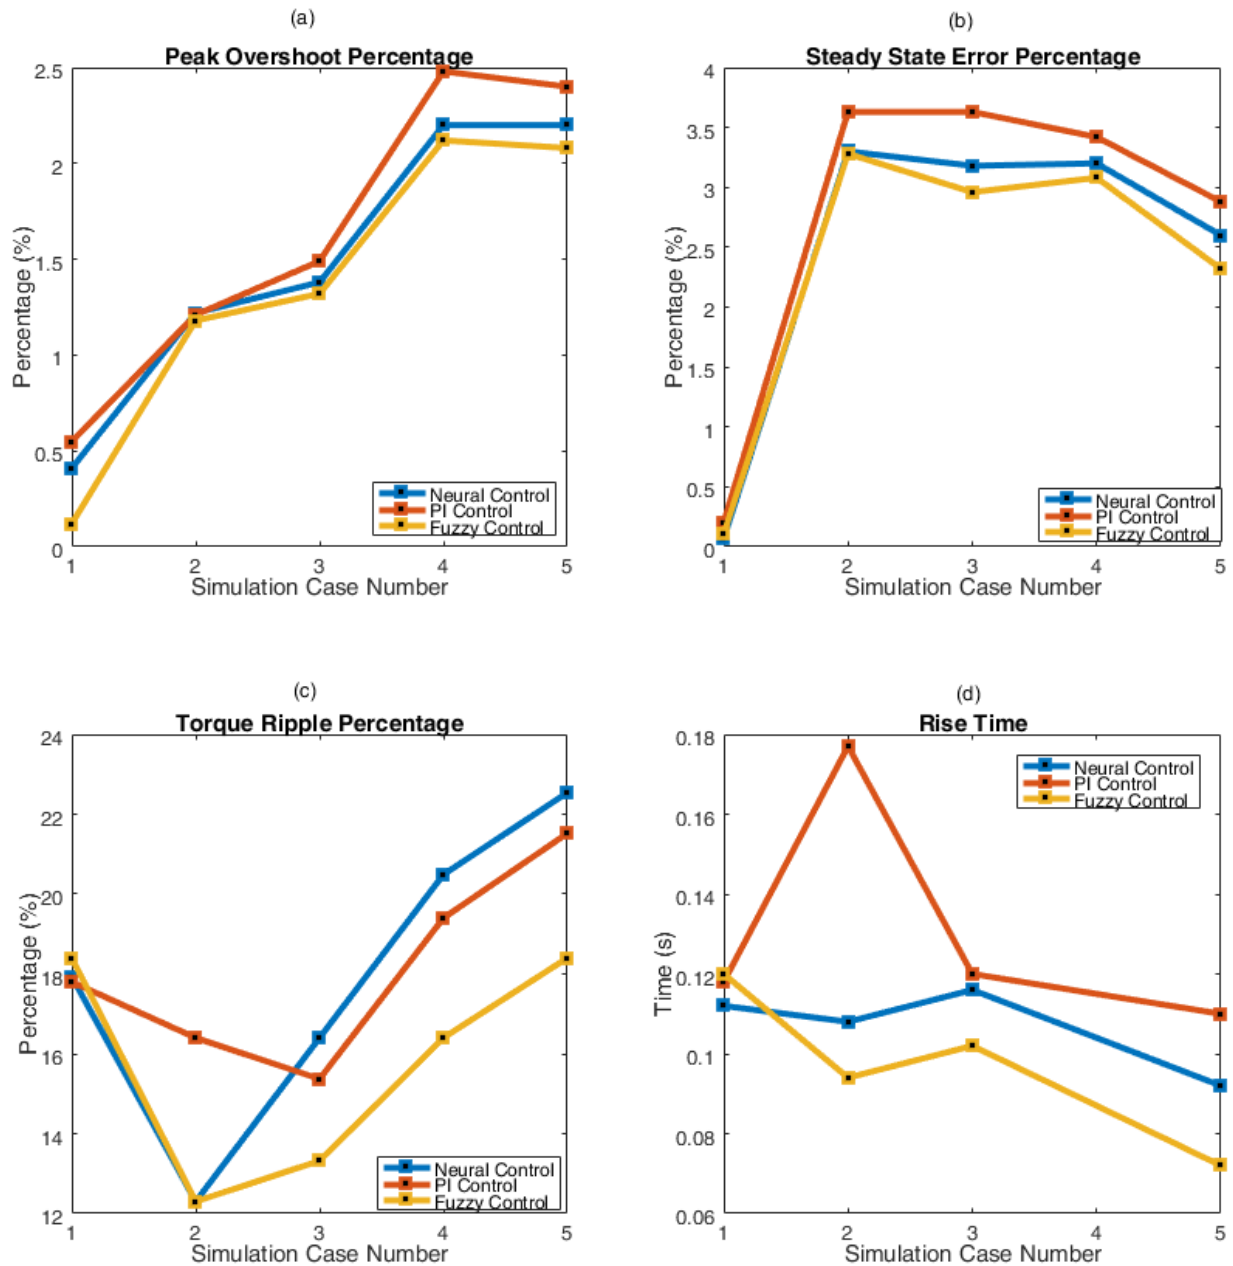 (a)
Peak Overshoot Percentage
2.5
2
1.5
1
0.5
0
Percentage (%)
1 2 3 4 5
Simulation Case Number
Neural Control
PI Control
Fuzzy Control
(b)
Steady State Error Percentage
4
3.5
3
2.5
2
1.5
1
0.5
0
Percentage (%)
1 2 3 4 5
Simulation Case Number
Neural Control
PI Control
Fuzzy Control
(c)
Torque Ripple Percentage
24
22
20
18
16
14
12
Percentage (%)
1 2 3 4 5
Simulation Case Number
Neural Control
PI Control
Fuzzy Control
(d)
Rise Time
0.18
0.16
0.14
0.12
0.1
0.08
0.06
Time (s)
1 2 3 4 5
Simulation Case Number
Neural Control
PI Control
Fuzzy Control